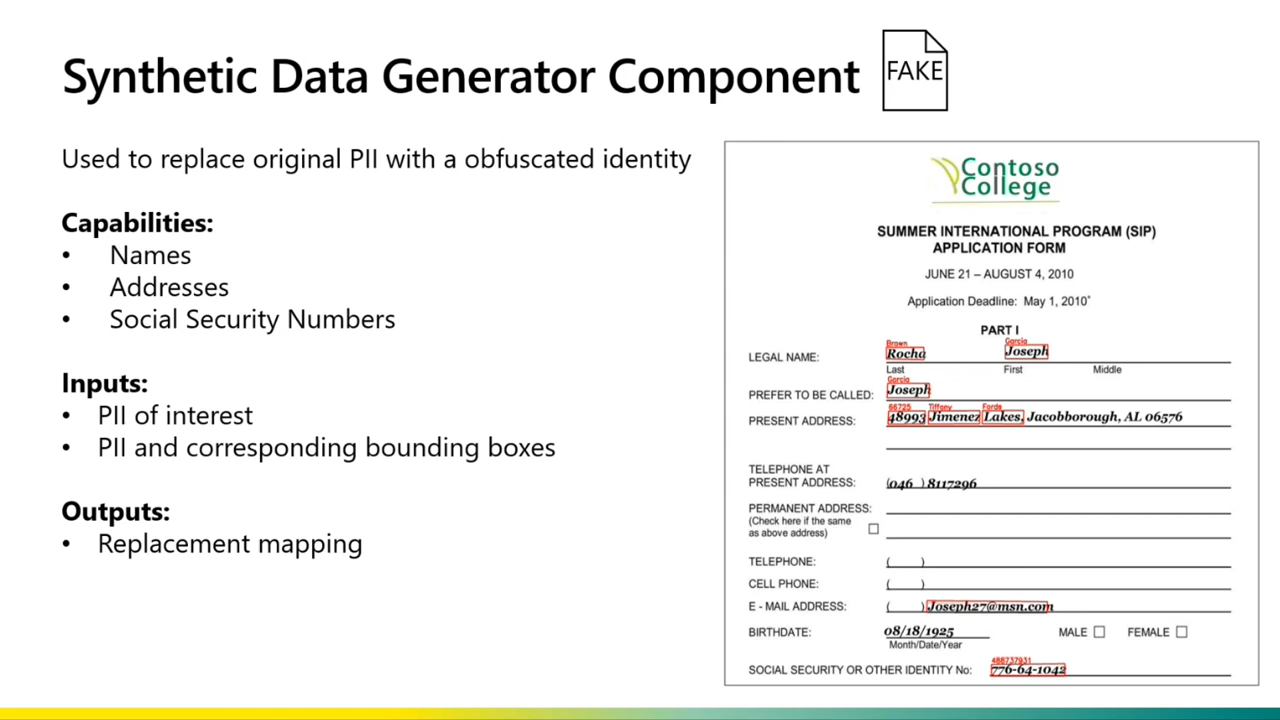 Synthetic Data Generator Component
FAKE
Used to replace original PII with a obfuscated identity
Capabilities:
• Names
• Addresses
• Social Security Numbers
Inputs:
• PII of interest
• PII and corresponding bounding boxes
Outputs:
• Replacement mapping
Contoso
College
SUMMER INTERNATIONAL PROGRAM (SIP)
APPLICATION FORM
JUNE 21 – AUGUST 4, 2010
Application Deadline: May 1, 2010*
PART I
Brown Garcia
LEGAL NAME: Rocha Joseph
Last First Middle
Garcia
PREFER TO BE CALLED: Joseph
66725 Tiffany Fords
PRESENT ADDRESS: 48993 Jimenez Lakes, Jacobborough, AL 06576
TELEPHONE AT
PRESENT ADDRESS: (046 ) 8117296
PERMANENT ADDRESS:
(Check here if the same
as above address)
TELEPHONE: ( )
CELL PHONE: ( )
E - MAIL ADDRESS: ( ) Joseph27@msn.com
BIRTHDATE: 08/18/1925 MALE FEMALE
Month/Date/Year
488737931
SOCIAL SECURITY OR OTHER IDENTITY No: 776-64-1042